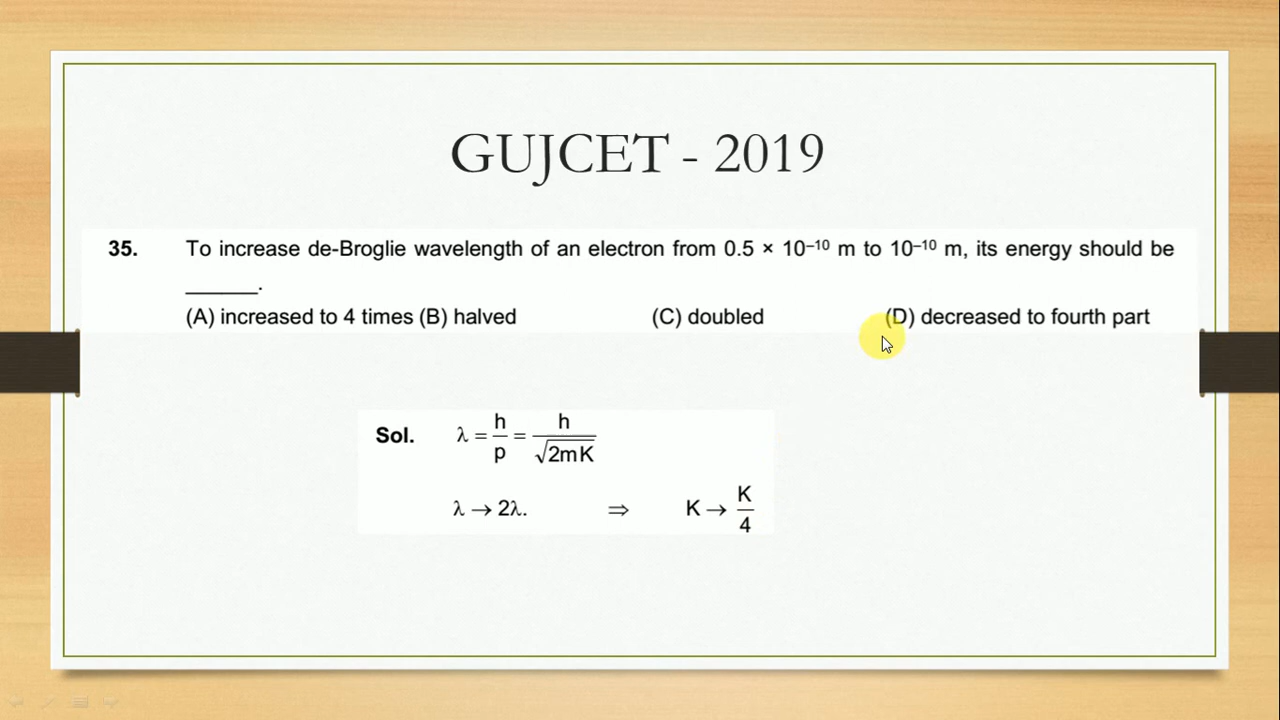 GUJCET - 2019
35. To increase de-Broglie wavelength of an electron from 0.5 × 10⁻¹⁰ m to 10⁻¹⁰ m, its energy should be
______.
(A) increased to 4 times (B) halved (C) doubled (D) decreased to fourth part
Sol. λ = h/p = h/√2mK
λ → 2λ. ⇒ K → K/4